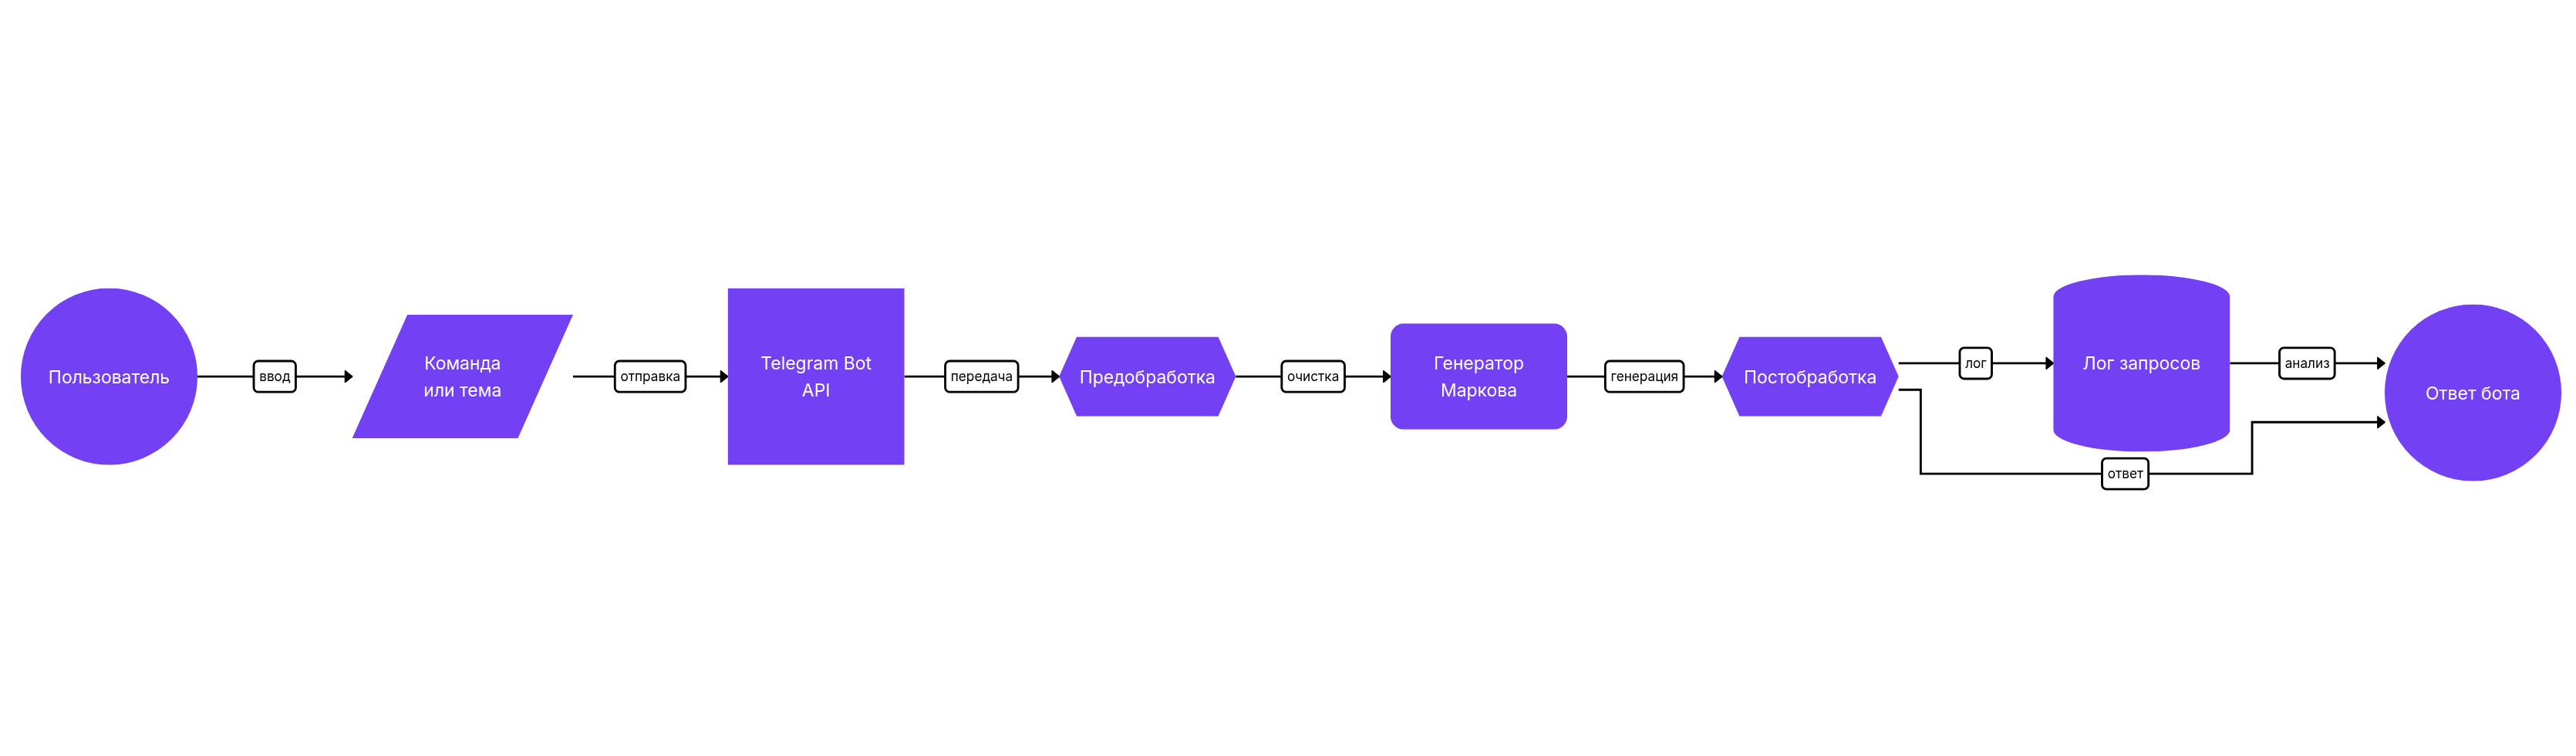 Пользователь
ввод
Команда
или тема
отправка
Telegram Bot
API
передача
Предобработка
очистка
Генератор
Маркова
генерация
Постобработка
лог
Лог запросов
анализ
ответ
Ответ бота